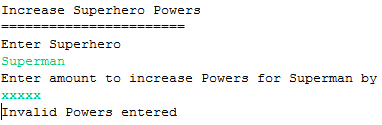 Increase Superhero Powers
=======================
Enter Superhero
Superman
Enter amount to increase Powers for Superman by
xxxxx
Invalid Powers entered